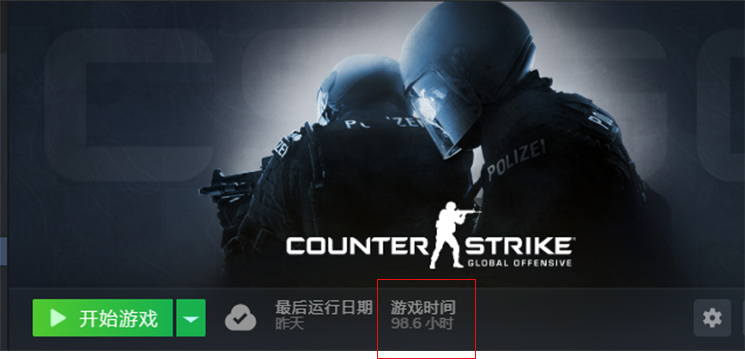 POLIZEI
POLIZEI
COUNTER STRIKE
GLOBAL OFFENSIVE
开始游戏
最后运行日期
昨天
游戏时间
98.6 小时